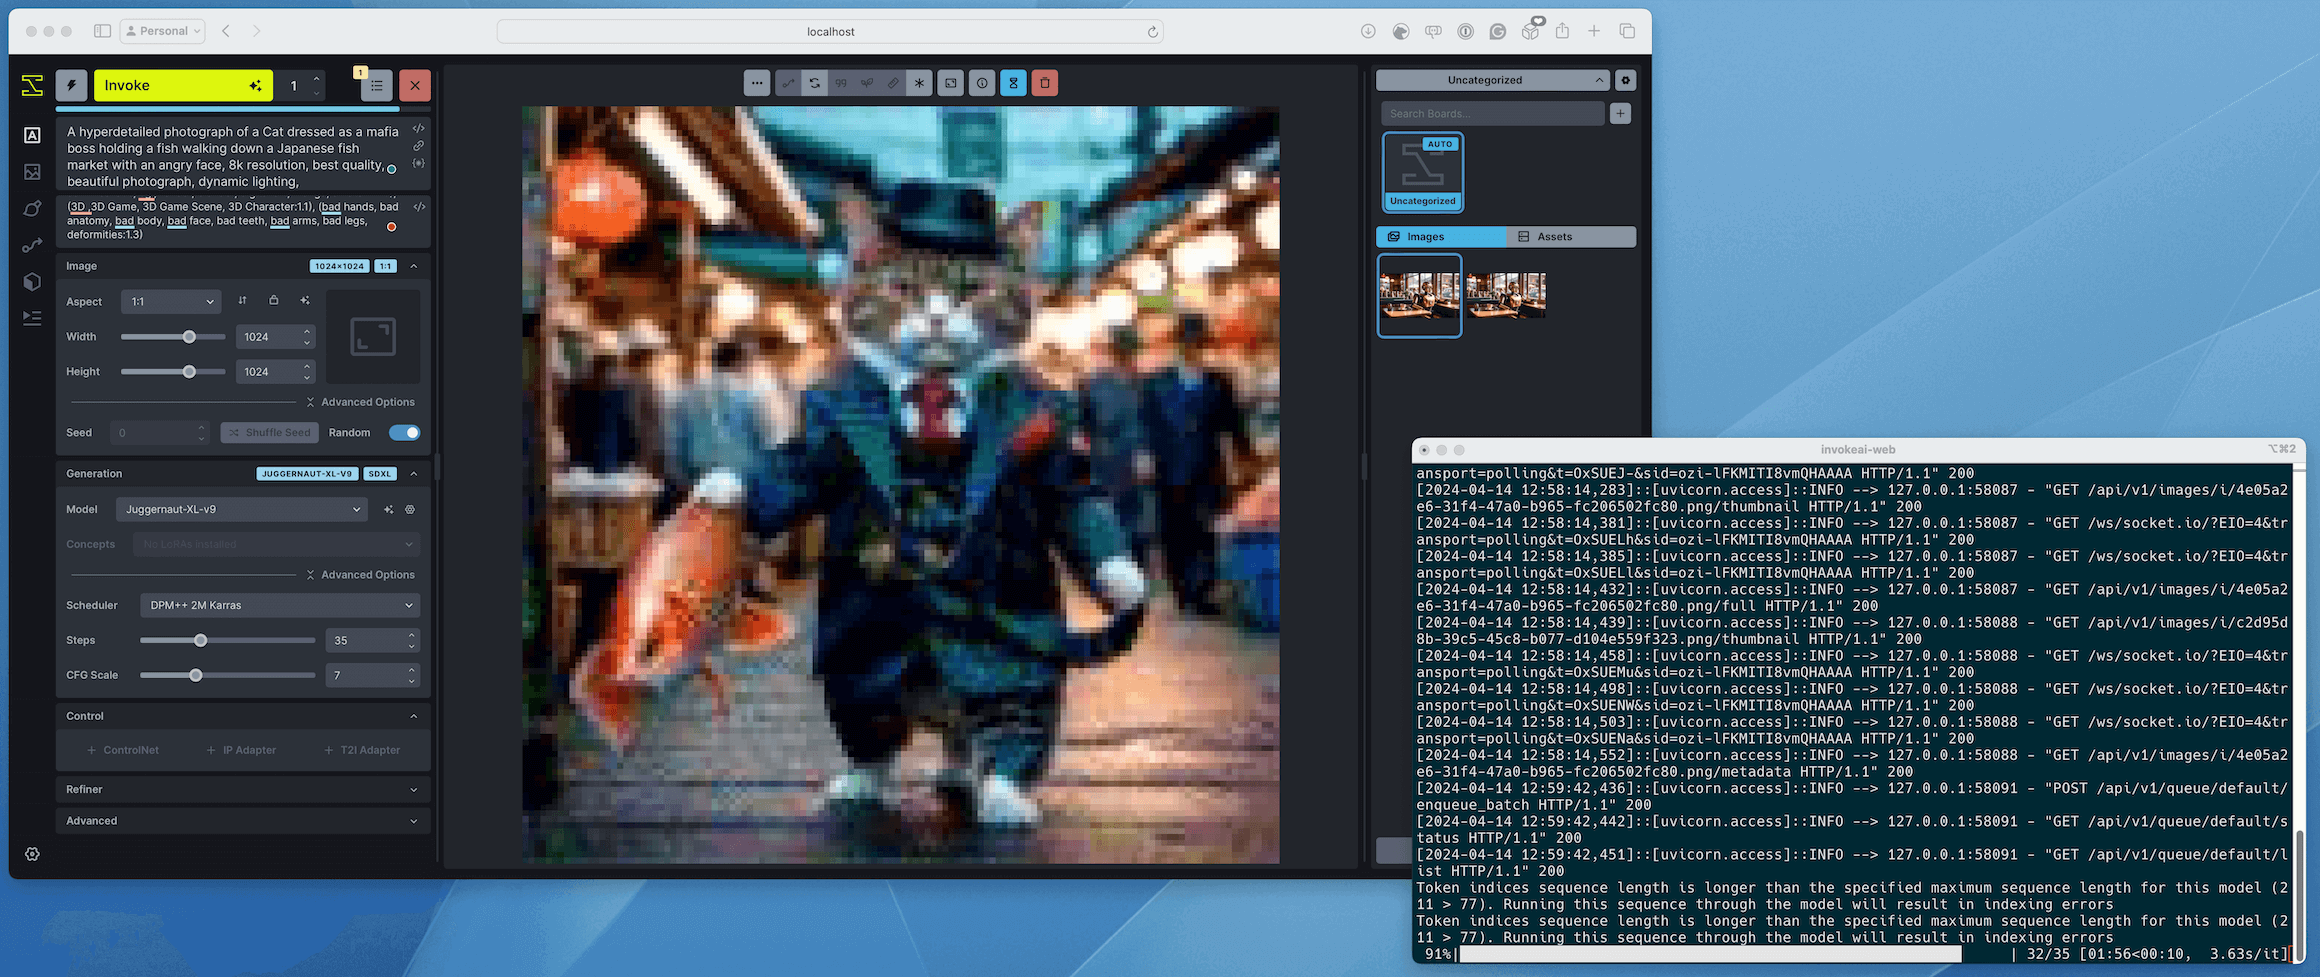 Personal
localhost
Invoke
1
1
A hyperdetailed photograph of a Cat dressed as a mafia
boss holding a fish walking down a Japanese fish
market with an angry face, 8k resolution, best quality,
beautiful photograph, dynamic lighting,
(3D ,3D Game, 3D Game Scene, 3D Character:1.1), (bad hands, bad
anatomy, bad body, bad face, bad teeth, bad arms, bad legs,
deformities:1.3)
Image
1024×1024
1:1
Aspect
1:1
Width
1024
Height
1024
Advanced Options
Seed
0
Shuffle Seed
Random
Generation
JUGGERNAUT-XL-V9
SDXL
Model
Juggernaut-XL-v9
Concepts
No LoRAs installed
Advanced Options
Scheduler
DPM++ 2M Karras
Steps
35
CFG Scale
7
Control
+ ControlNet
+ IP Adapter
+ T2I Adapter
Refiner
Advanced
Uncategorized
Search Boards...
AUTO
Uncategorized
Images
Assets
invokeai-web
⌥⌘2
ansport=polling&t=OxSUEJ-&sid=ozi-lFKMITI8vmQHAAAA HTTP/1.1" 200
[2024-04-14 12:58:14,283]::[uvicorn.access]::INFO --> 127.0.0.1:58087 - "GET /api/v1/images/i/4e05a2
e6-31f4-47a0-b965-fc206502fc80.png/thumbnail HTTP/1.1" 200
[2024-04-14 12:58:14,381]::[uvicorn.access]::INFO --> 127.0.0.1:58087 - "GET /ws/socket.io/?EIO=4&tr
ansport=polling&t=OxSUELh&sid=ozi-lFKMITI8vmQHAAAA HTTP/1.1" 200
[2024-04-14 12:58:14,385]::[uvicorn.access]::INFO --> 127.0.0.1:58087 - "GET /ws/socket.io/?EIO=4&tr
ansport=polling&t=OxSUELl&sid=ozi-lFKMITI8vmQHAAAA HTTP/1.1" 200
[2024-04-14 12:58:14,432]::[uvicorn.access]::INFO --> 127.0.0.1:58087 - "GET /api/v1/images/i/4e05a2
e6-31f4-47a0-b965-fc206502fc80.png/full HTTP/1.1" 200
[2024-04-14 12:58:14,439]::[uvicorn.access]::INFO --> 127.0.0.1:58088 - "GET /api/v1/images/i/c2d95d
8b-39c5-45c8-b077-d104e559f323.png/thumbnail HTTP/1.1" 200
[2024-04-14 12:58:14,458]::[uvicorn.access]::INFO --> 127.0.0.1:58088 - "GET /ws/socket.io/?EIO=4&tr
ansport=polling&t=OxSUEMu&sid=ozi-lFKMITI8vmQHAAAA HTTP/1.1" 200
[2024-04-14 12:58:14,498]::[uvicorn.access]::INFO --> 127.0.0.1:58088 - "GET /ws/socket.io/?EIO=4&tr
ansport=polling&t=OxSUENW&sid=ozi-lFKMITI8vmQHAAAA HTTP/1.1" 200
[2024-04-14 12:58:14,503]::[uvicorn.access]::INFO --> 127.0.0.1:58088 - "GET /ws/socket.io/?EIO=4&tr
ansport=polling&t=OxSUENa&sid=ozi-lFKMITI8vmQHAAAA HTTP/1.1" 200
[2024-04-14 12:58:14,552]::[uvicorn.access]::INFO --> 127.0.0.1:58088 - "GET /api/v1/images/i/4e05a2
e6-31f4-47a0-b965-fc206502fc80.png/metadata HTTP/1.1" 200
[2024-04-14 12:59:42,436]::[uvicorn.access]::INFO --> 127.0.0.1:58091 - "POST /api/v1/queue/default/
enqueue_batch HTTP/1.1" 200
[2024-04-14 12:59:42,442]::[uvicorn.access]::INFO --> 127.0.0.1:58091 - "GET /api/v1/queue/default/s
tatus HTTP/1.1" 200
[2024-04-14 12:59:42,451]::[uvicorn.access]::INFO --> 127.0.0.1:58091 - "GET /api/v1/queue/default/l
ist HTTP/1.1" 200
Token indices sequence length is longer than the specified maximum sequence length for this model (2
11 > 77). Running this sequence through the model will result in indexing errors
Token indices sequence length is longer than the specified maximum sequence length for this model (2
11 > 77). Running this sequence through the model will result in indexing errors
91%| | 32/35 [01:56<00:10, 3.63s/it]